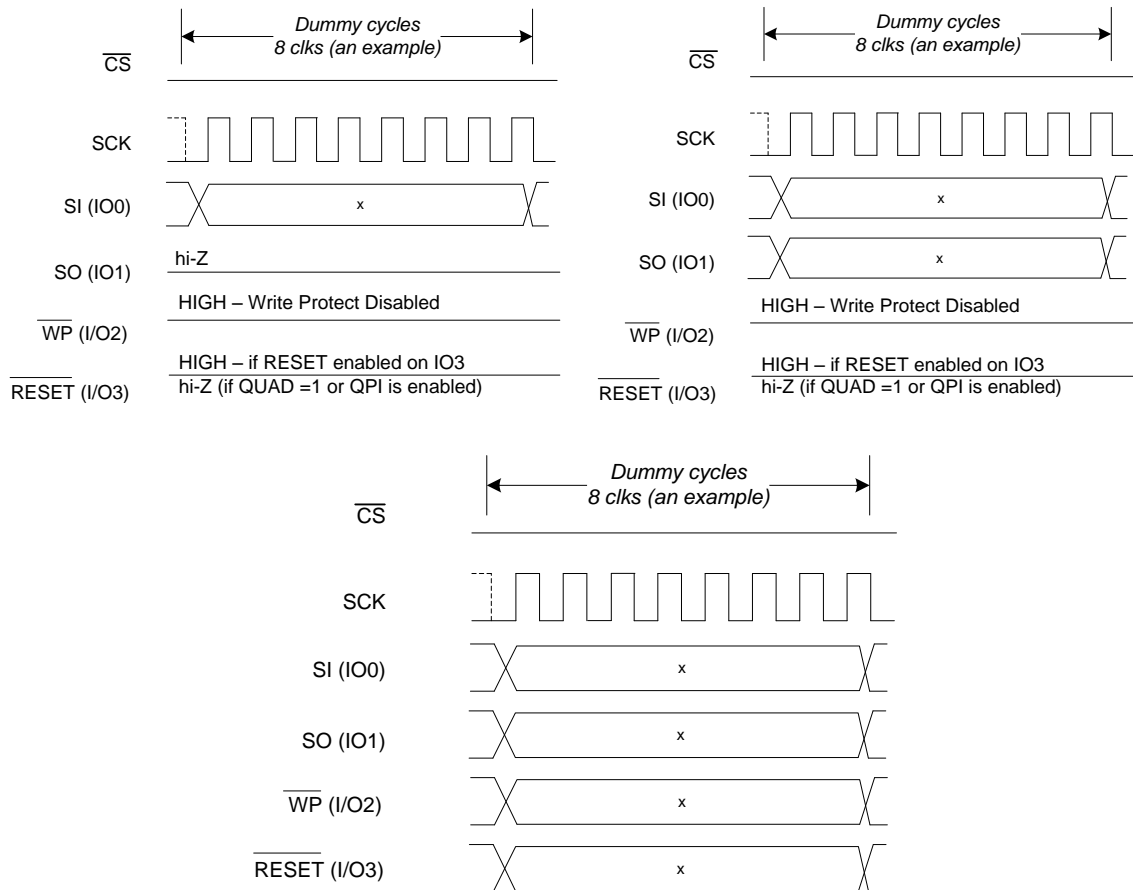 Dummy cycles
8 clks (an example)
CS
SCK
SI (IO0)
x
SO (IO1)
hi-Z
HIGH – Write Protect Disabled
WP (I/O2)
HIGH – if RESET enabled on IO3
RESET (I/O3)
hi-Z (if QUAD =1 or QPI is enabled)
Dummy cycles
8 clks (an example)
CS
SCK
SI (IO0)
x
SO (IO1)
x
HIGH – Write Protect Disabled
WP (I/O2)
HIGH – if RESET enabled on IO3
RESET (I/O3)
hi-Z (if QUAD =1 or QPI is enabled)
Dummy cycles
8 clks (an example)
CS
SCK
SI (IO0)
x
SO (IO1)
x
WP (I/O2)
x
RESET (I/O3)
x